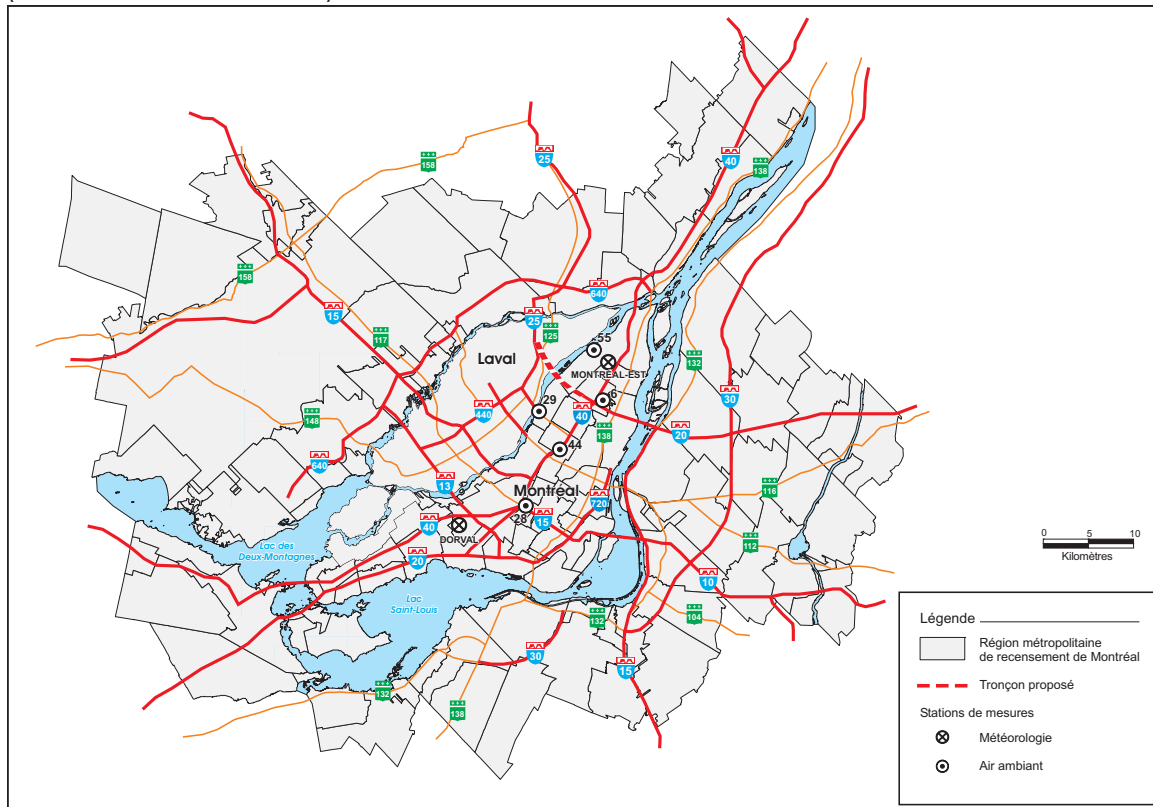 25
40
138
158
158
15
640
25
117
125
55
Laval
MONTRÉAL-EST
132
30
148
440
29
6
40
138
20
44
640
13
116
Montréal
720
28
15
40
DORVAL
112
Lac des
Deux-Montagnes
20
10
Lac
Saint-Louis
132
104
30
15
132
138
0 5 10
Kilomètres
Légende
Région métropolitaine
de recensement de Montréal
Tronçon proposé
Stations de mesures
Météorologie
Air ambiant